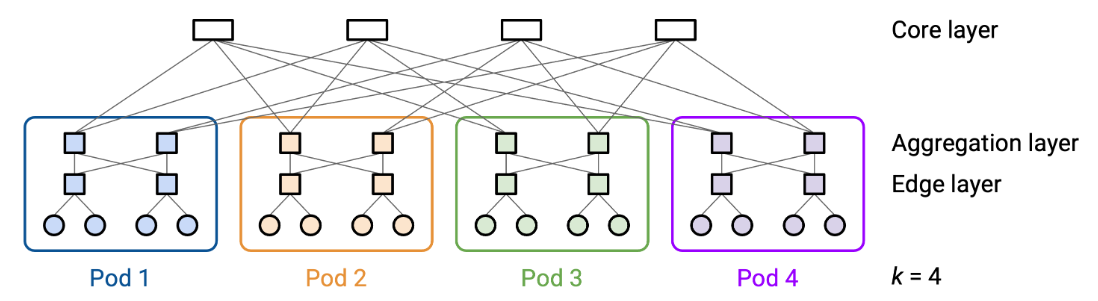 Core layer
Aggregation layer
Edge layer
Pod 1
Pod 2
Pod 3
Pod 4
k = 4